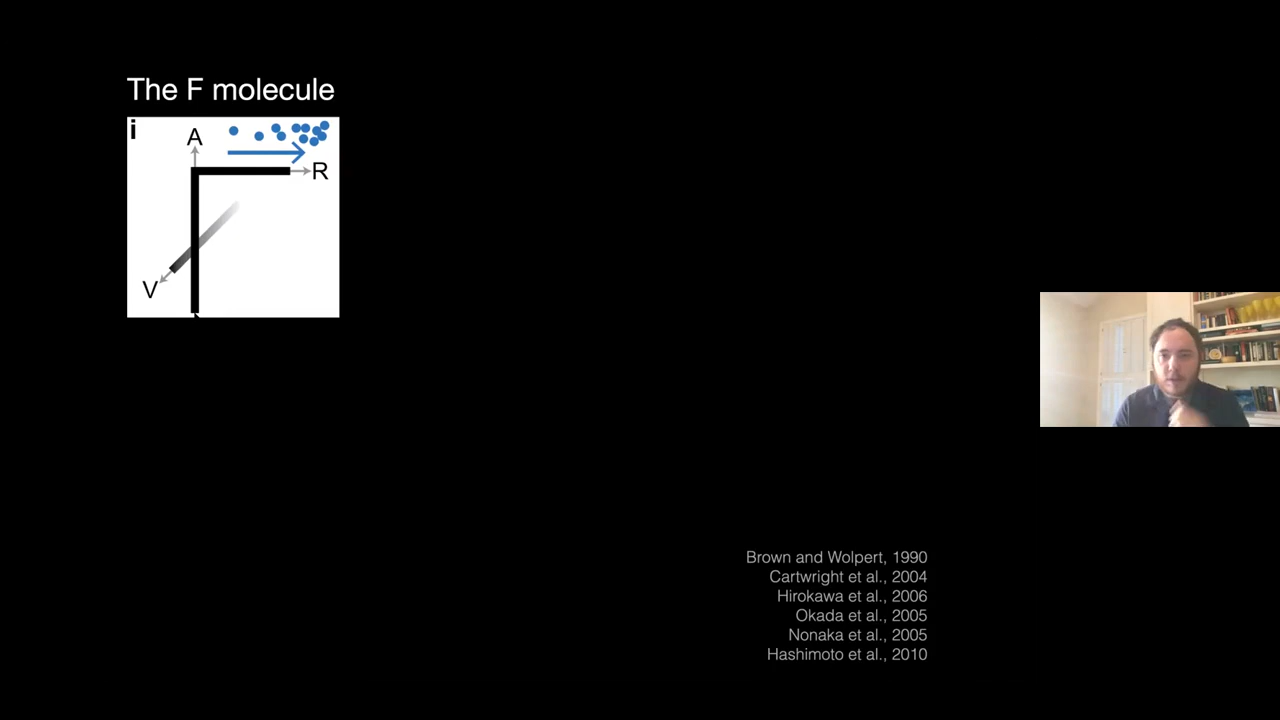 The F molecule
i
A
R
V
Brown and Wolpert, 1990
Cartwright et al., 2004
Hirokawa et al., 2006
Okada et al., 2005
Nonaka et al., 2005
Hashimoto et al., 2010